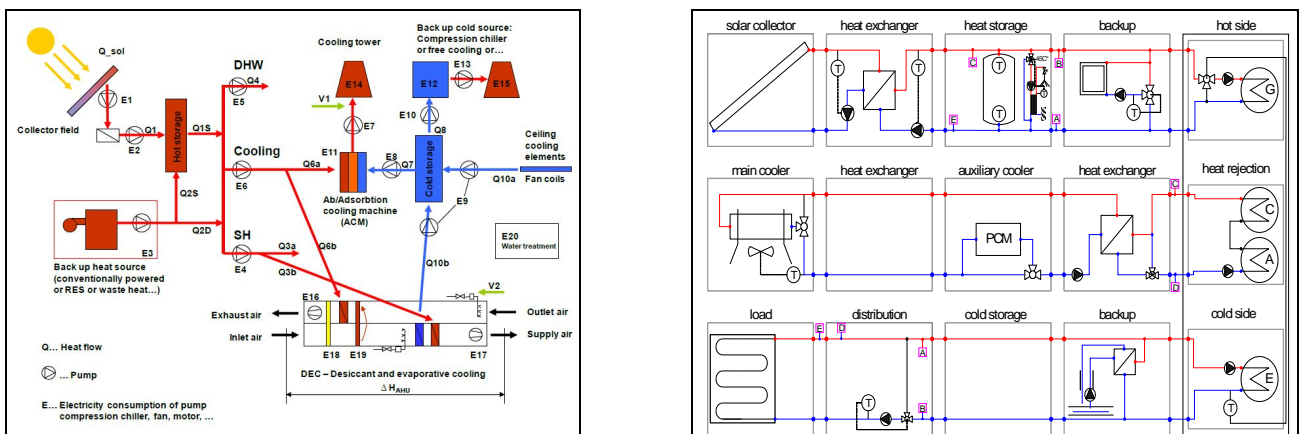 Q_sol
Collector field
E1
E2
Q1
Hot storage
Q1S
DHW
Q4
E5
Cooling
E6
Q6a
Q2S
Q2D
E3
Back up heat source
(conventionally powered
or RES or waste heat...)
SH
Q3a
Q6b
E4
Q3b
Cooling tower
E14
V1
E7
E11
Ab/Adsorbtion
cooling machine
(ACM)
Back up cold source:
Compression chiller
or free cooling or...
E13
E12
E15
E10
Q8
E8
Q7
Cold storage
Ceiling
cooling
elements
Q10a
Fan coils
E9
E20
Water treatment
Q10b
V2
E16
Exhaust air
Outlet air
Inlet air
Supply air
E18
E19
E17
DEC – Desiccant and evaporative cooling
Δ HAHU
Q... Heat flow
... Pump
E... Electricity consumption of pump
compression chiller, fan, motor, ...
solar collector
heat exchanger
heat storage
backup
hot side
T
T
C
T
T
45C°
B
E
A
T
G
main cooler
heat exchanger
auxiliary cooler
heat exchanger
heat rejection
C
C
PCM
T
A
D
load
distribution
cold storage
backup
cold side
E
D
A
T
B
E
T